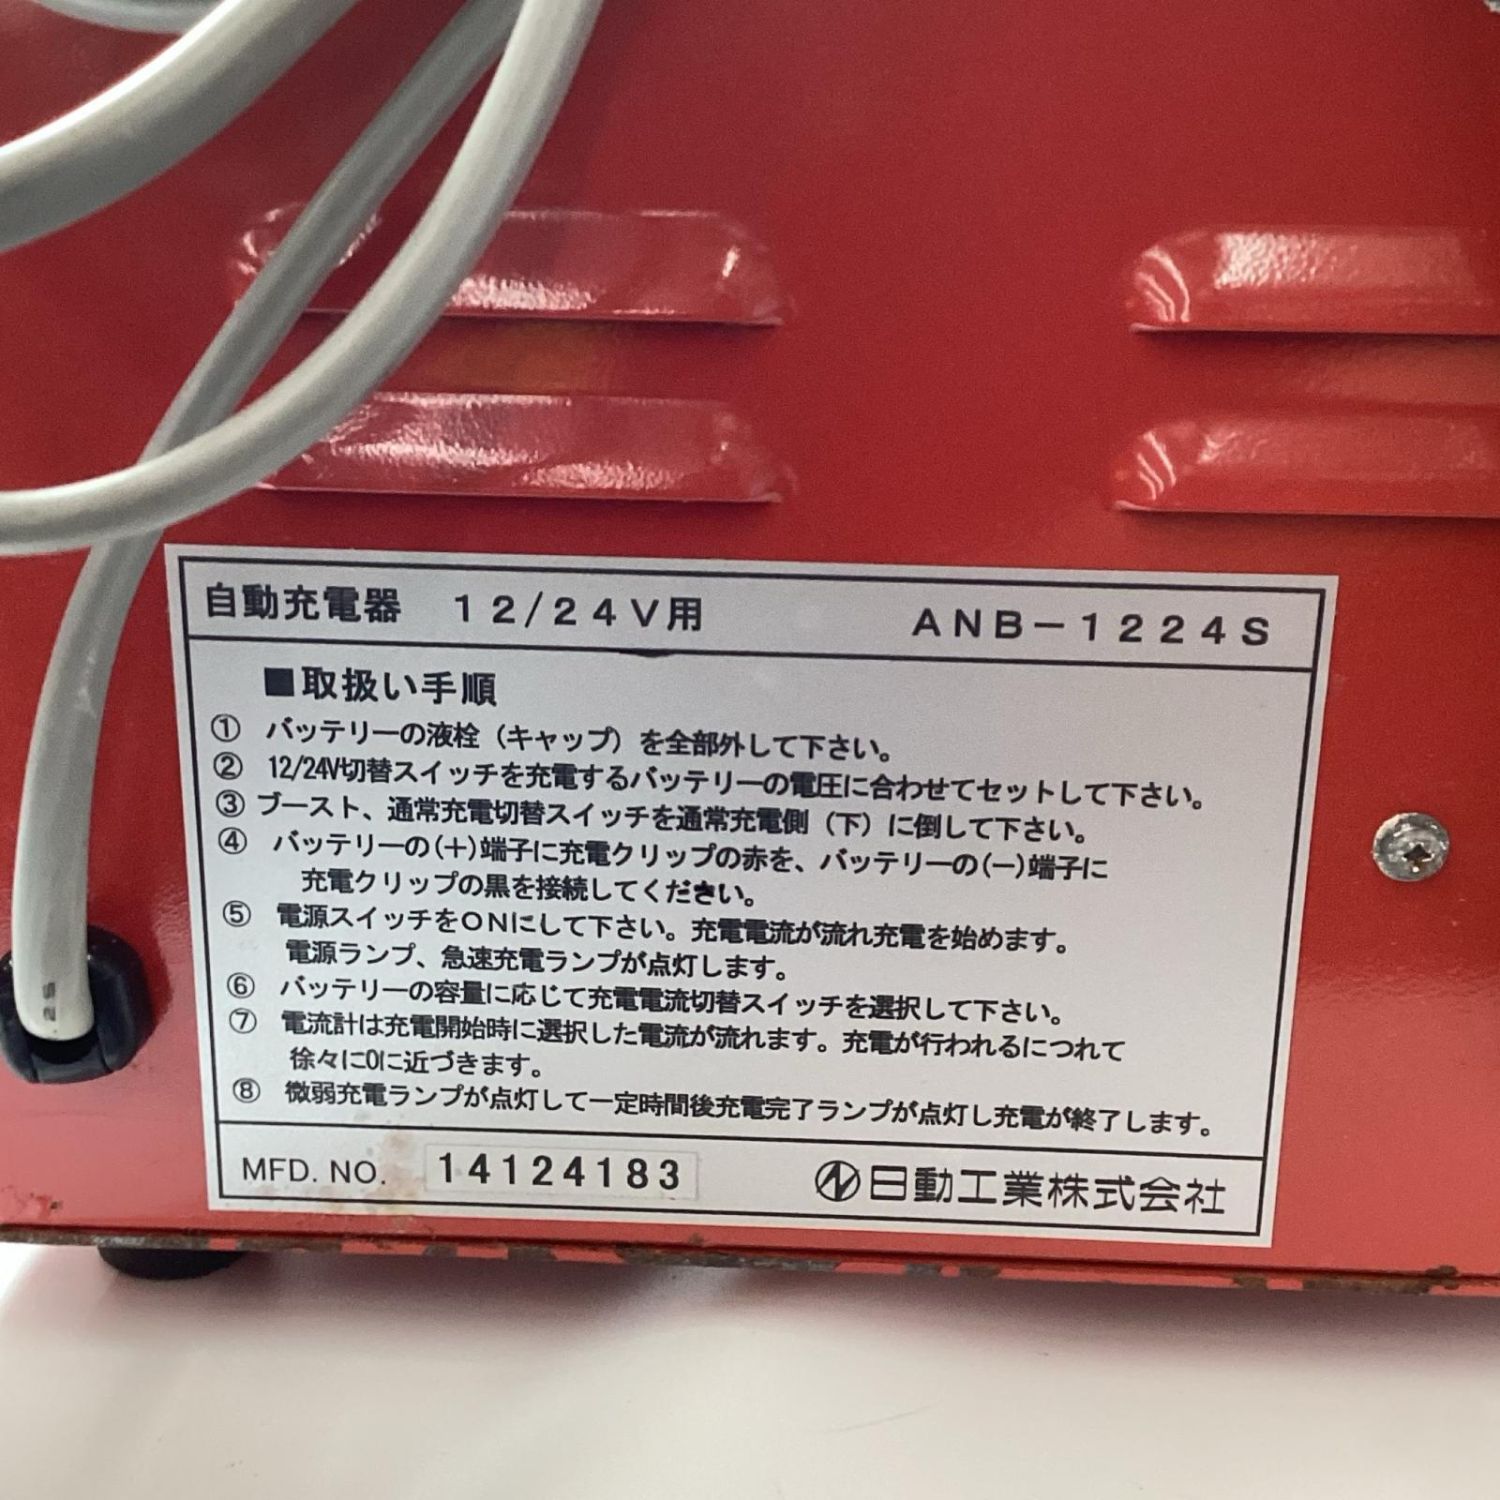 自動充電器　12/24V用　ANB-1224S
■取扱い手順
① バッテリーの液栓（キャップ）を全部外して下さい。
② 12/24V切替スイッチを充電するバッテリーの電圧に合わせてセットして下さい。
③ ブースト、通常充電切替スイッチを通常充電側（下）に倒して下さい。
④ バッテリーの(＋)端子に充電クリップの赤を、バッテリーの(－)端子に
充電クリップの黒を接続してください。
⑤ 電源スイッチをONにして下さい。充電電流が流れ充電を始めます。
電源ランプ、急速充電ランプが点灯します。
⑥ バッテリーの容量に応じて充電電流切替スイッチを選択して下さい。
⑦ 電流計は充電開始時に選択した電流が流れます。充電が行われるにつれて
徐々に0に近づきます。
⑧ 微弱充電ランプが点灯して一定時間後充電完了ランプが点灯し充電が終了します。
MFD. NO. 14124183 日動工業株式会社